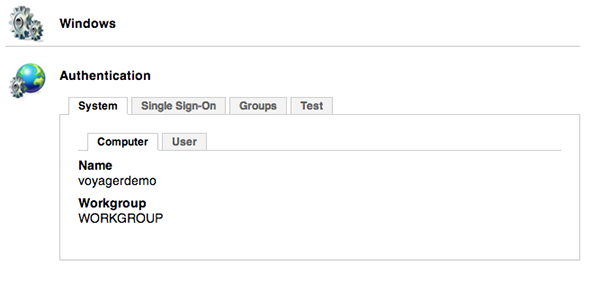 Windows
Authentication
System Single Sign-On Groups Test
Computer User
Name
voyagerdemo
Workgroup
WORKGROUP